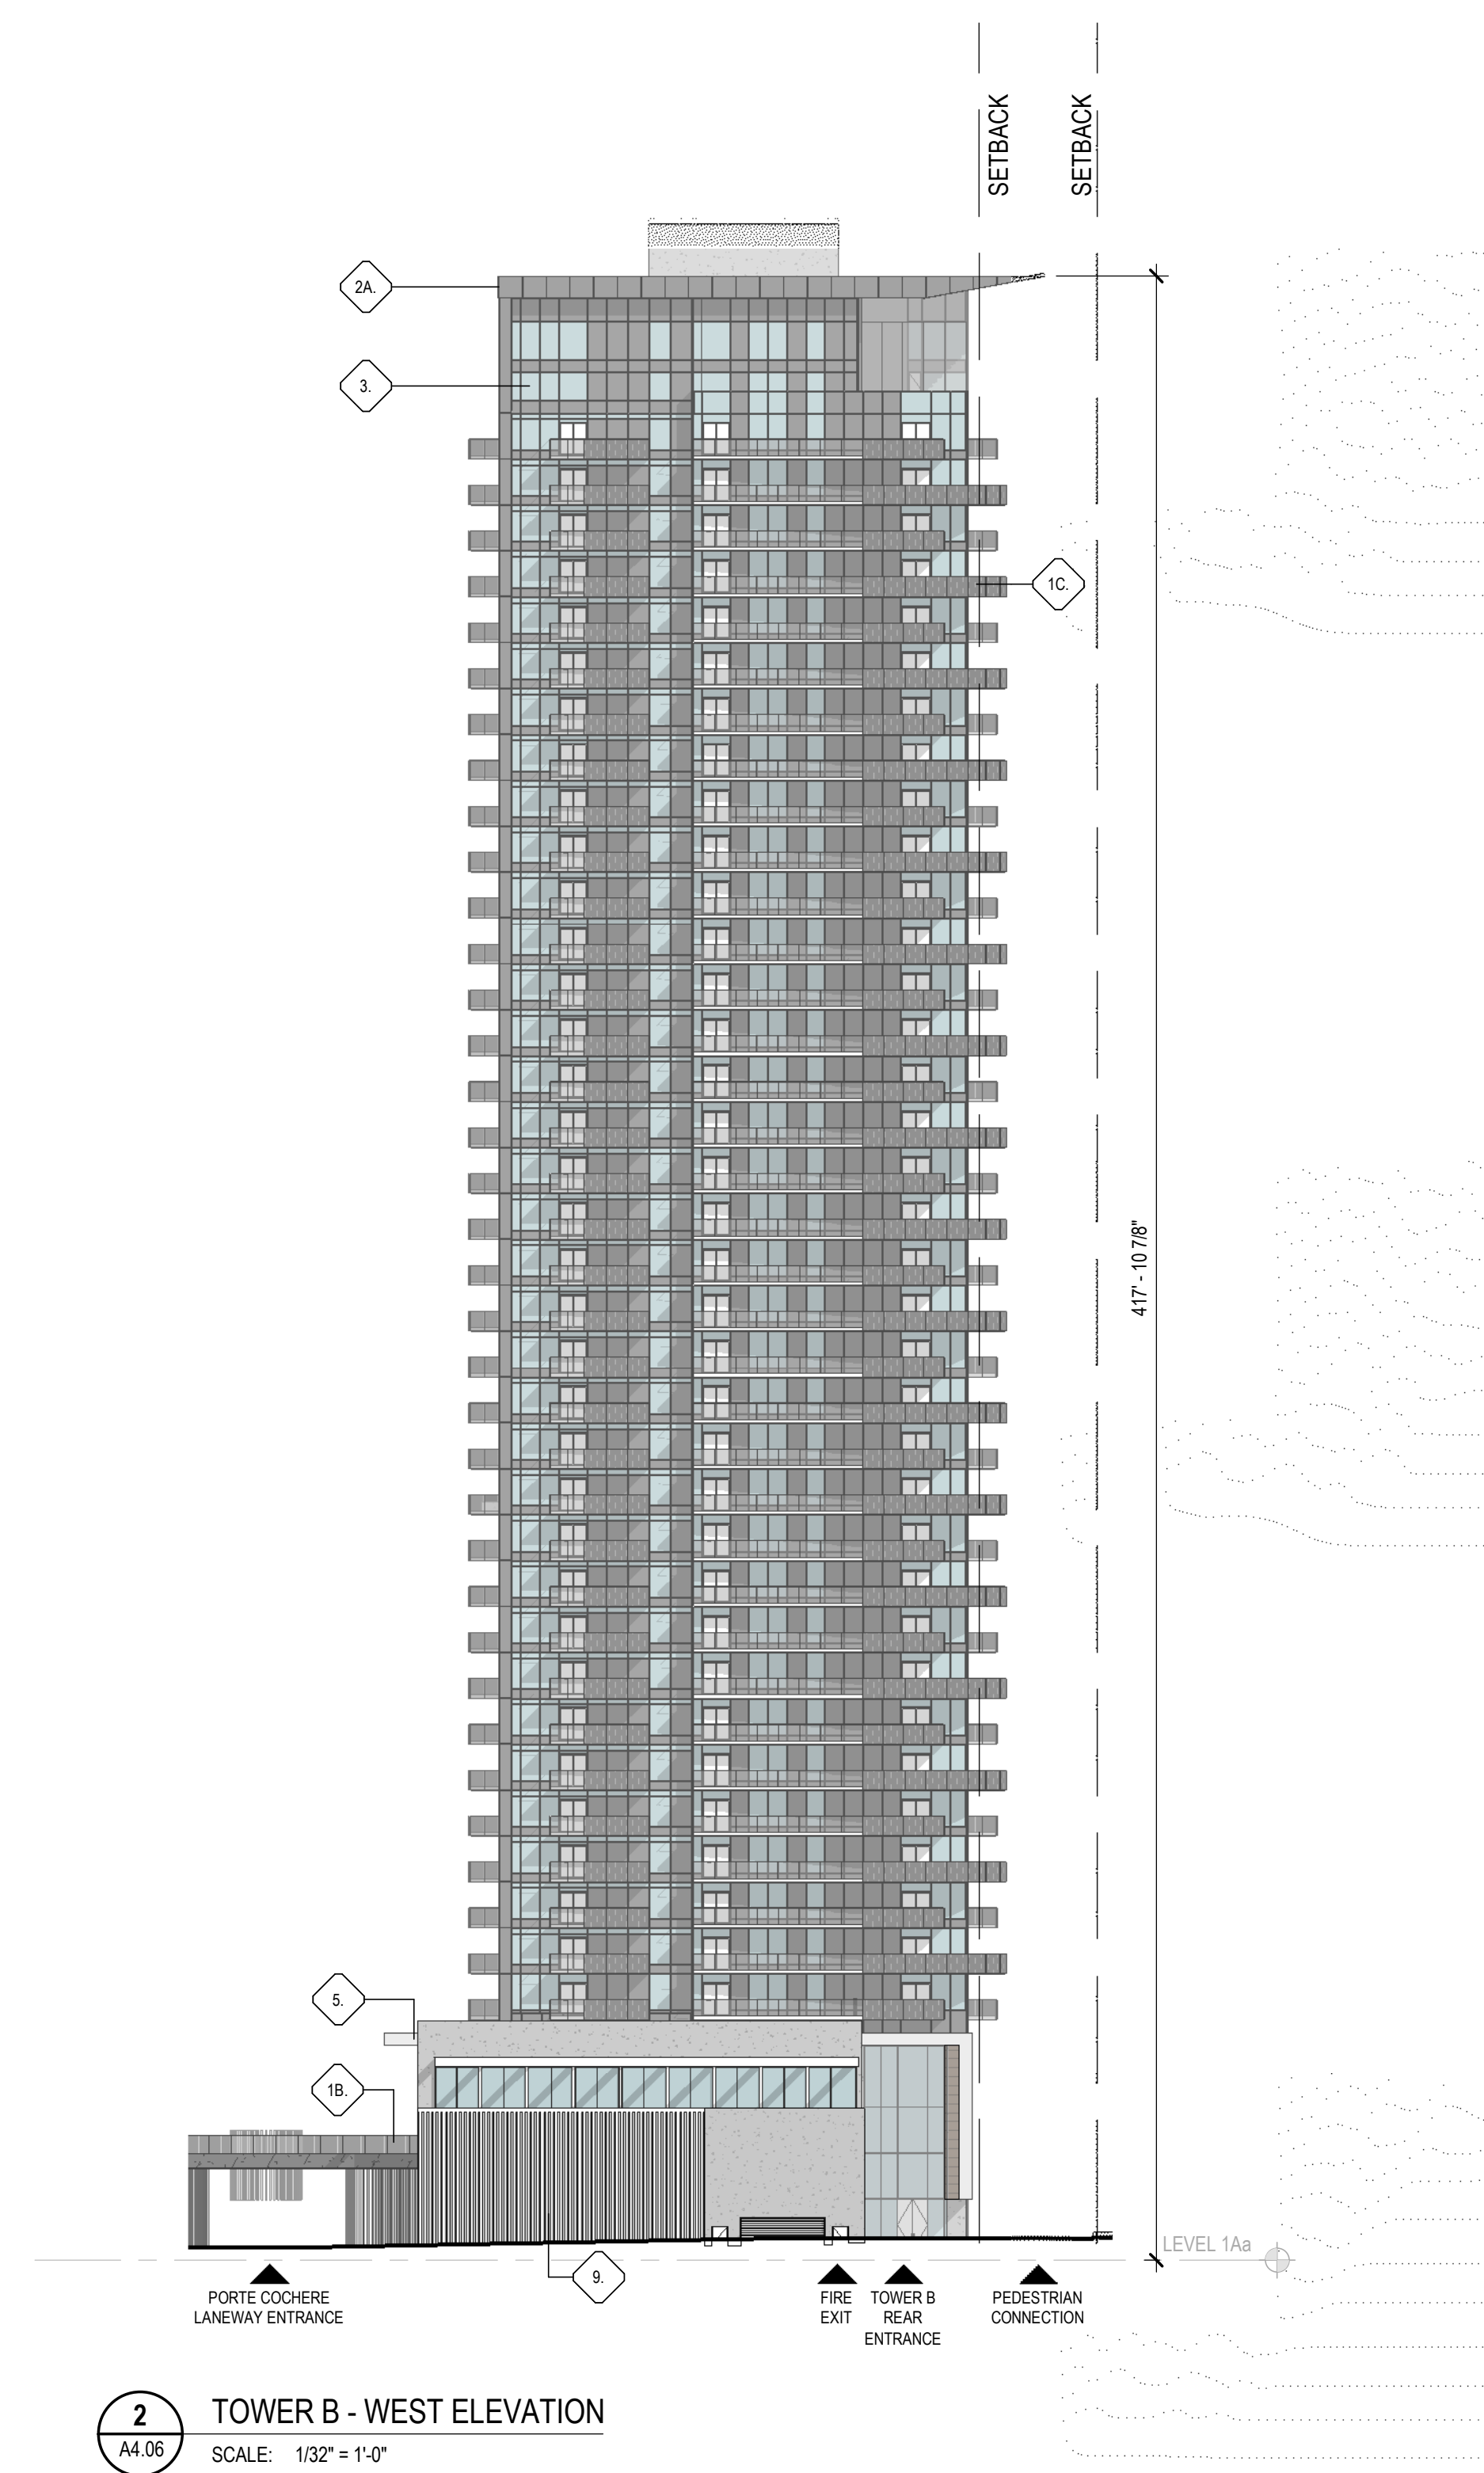 SETBACK
SETBACK
2A.
3.
1C.
417' - 10 7/8"
5.
1B.
LEVEL 1Aa
9.
PORTE COCHERE
LANEWAY ENTRANCE
FIRE
EXIT
TOWER B
REAR
ENTRANCE
PEDESTRIAN
CONNECTION
2
A4.06
TOWER B - WEST ELEVATION
SCALE: 1/32" = 1'-0"